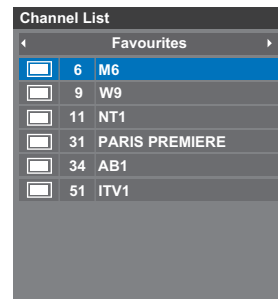 Channel List
Favourites
6 M6
9 W9
11 NT1
31 PARIS PREMIERE
34 AB1
51 ITV1